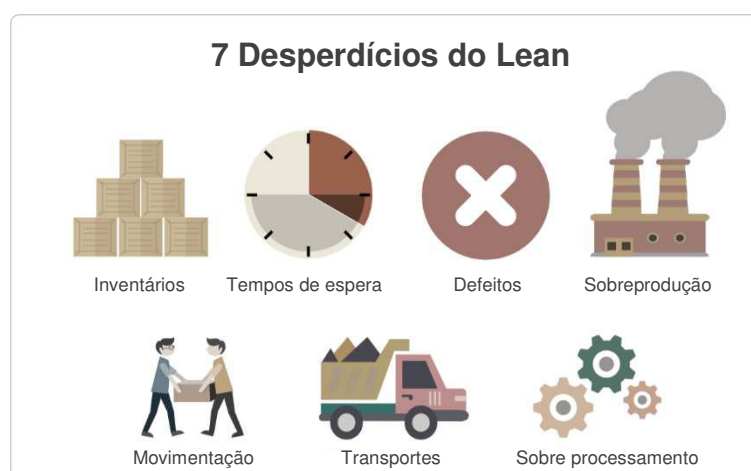 7 Desperdícios do Lean
Inventários
Tempos de espera
Defeitos
Sobreprodução
Movimentação
Transportes
Sobre processamento